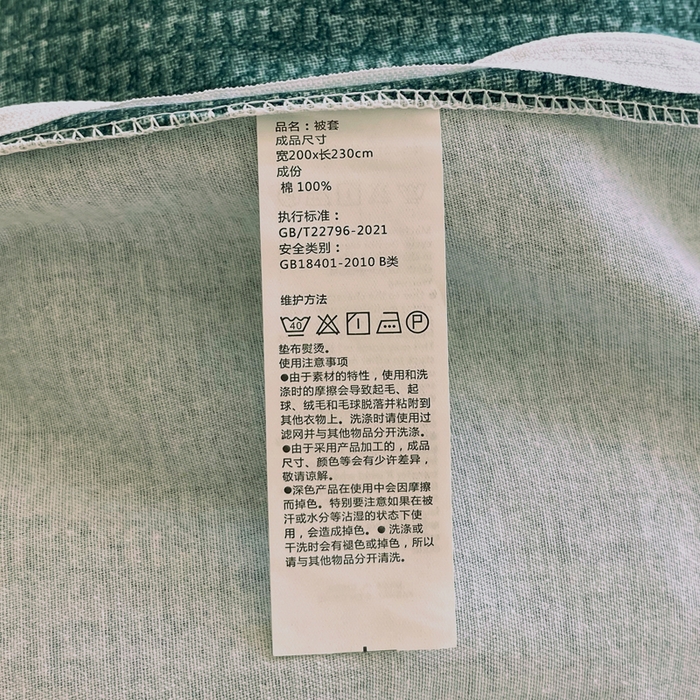 品名：被套
成品尺寸
宽200x长230cm
成份
棉 100%
执行标准：
GB/T22796-2021
安全类别：
GB18401-2010 B类
维护方法
40 P
垫布熨烫。
使用注意事项
●由于素材的特性，使用和洗
涤时的摩擦会导致起毛、起
球、绒毛和毛球脱落并粘附到
其他衣物上。洗涤时请使用过
滤网并与其他物品分开洗涤。
●由于采用产品加工的，成品
尺寸、颜色等会有少许差异，
敬请谅解。
●深色产品在使用中会因摩擦
而掉色。特别要注意如果在被
汗或水分等沾湿的状态下使
用，会造成掉色。●洗涤或
干洗时会有褪色或掉色，所以
请与其他物品分开清洗。